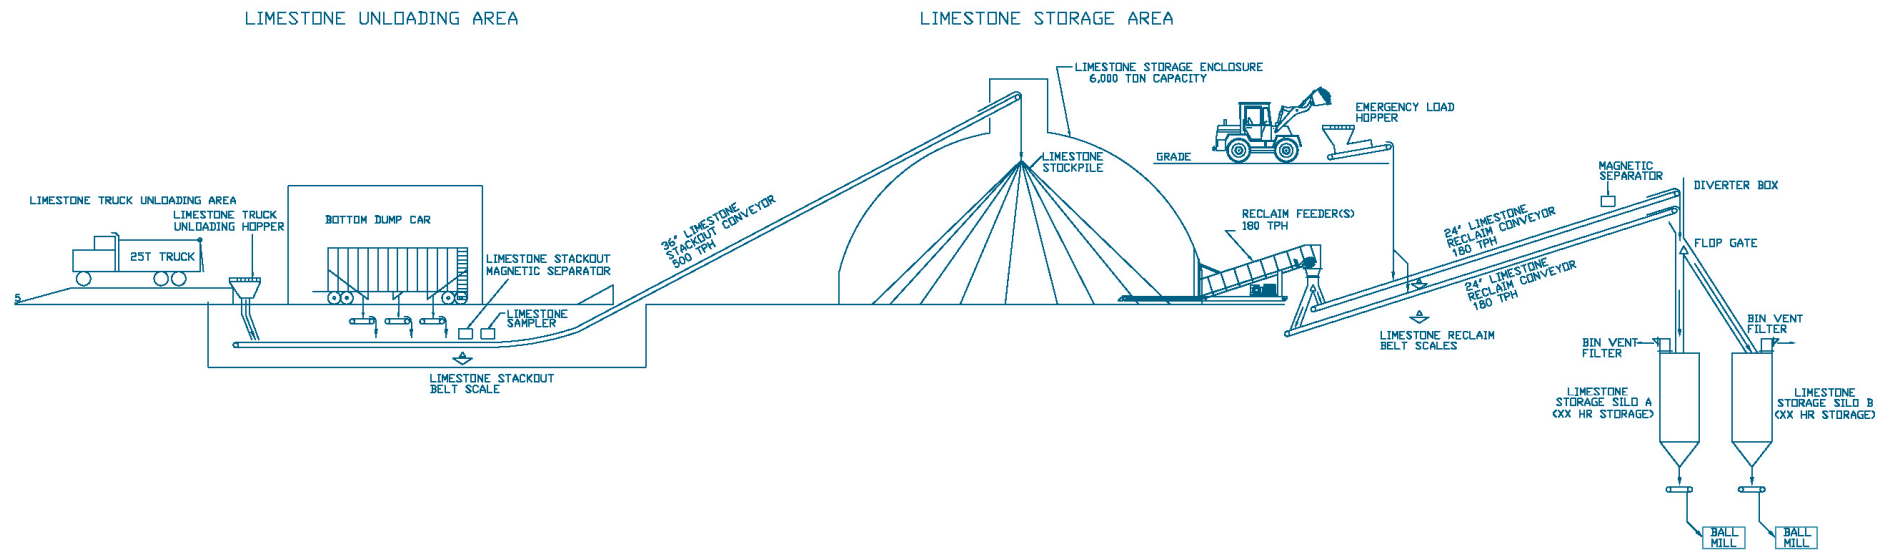 LIMESTONE UNLOADING AREA
LIMESTONE STORAGE AREA
LIMESTONE STORAGE ENCLOSURE
6,000 TON CAPACITY
EMERGENCY LOAD
HOPPER
GRADE
LIMESTONE
STOCKPILE
MAGNETIC
SEPARATOR
DIVERTER BOX
LIMESTONE TRUCK UNLOADING AREA
LIMESTONE TRUCK
UNLOADING HOPPER
BOTTOM DUMP CAR
25T TRUCK
36" LIMESTONE
STACKOUT CONVEYOR
500 TPH
RECLAIM FEEDER(S)
180 TPH
24" LIMESTONE
RECLAIM CONVEYOR
180 TPH
FLOP GATE
LIMESTONE STACKOUT
MAGNETIC SEPARATOR
24" LIMESTONE
RECLAIM CONVEYOR
180 TPH
S
LIMESTONE
SAMPLER
BIN VENT
FILTER
LIMESTONE RECLAIM
BELT SCALES
BIN VENT
FILTER
LIMESTONE STACKOUT
BELT SCALE
LIMESTONE
STORAGE SILO A
(XX HR STORAGE)
LIMESTONE
STORAGE SILO B
(XX HR STORAGE)
BALL
MILL
BALL
MILL